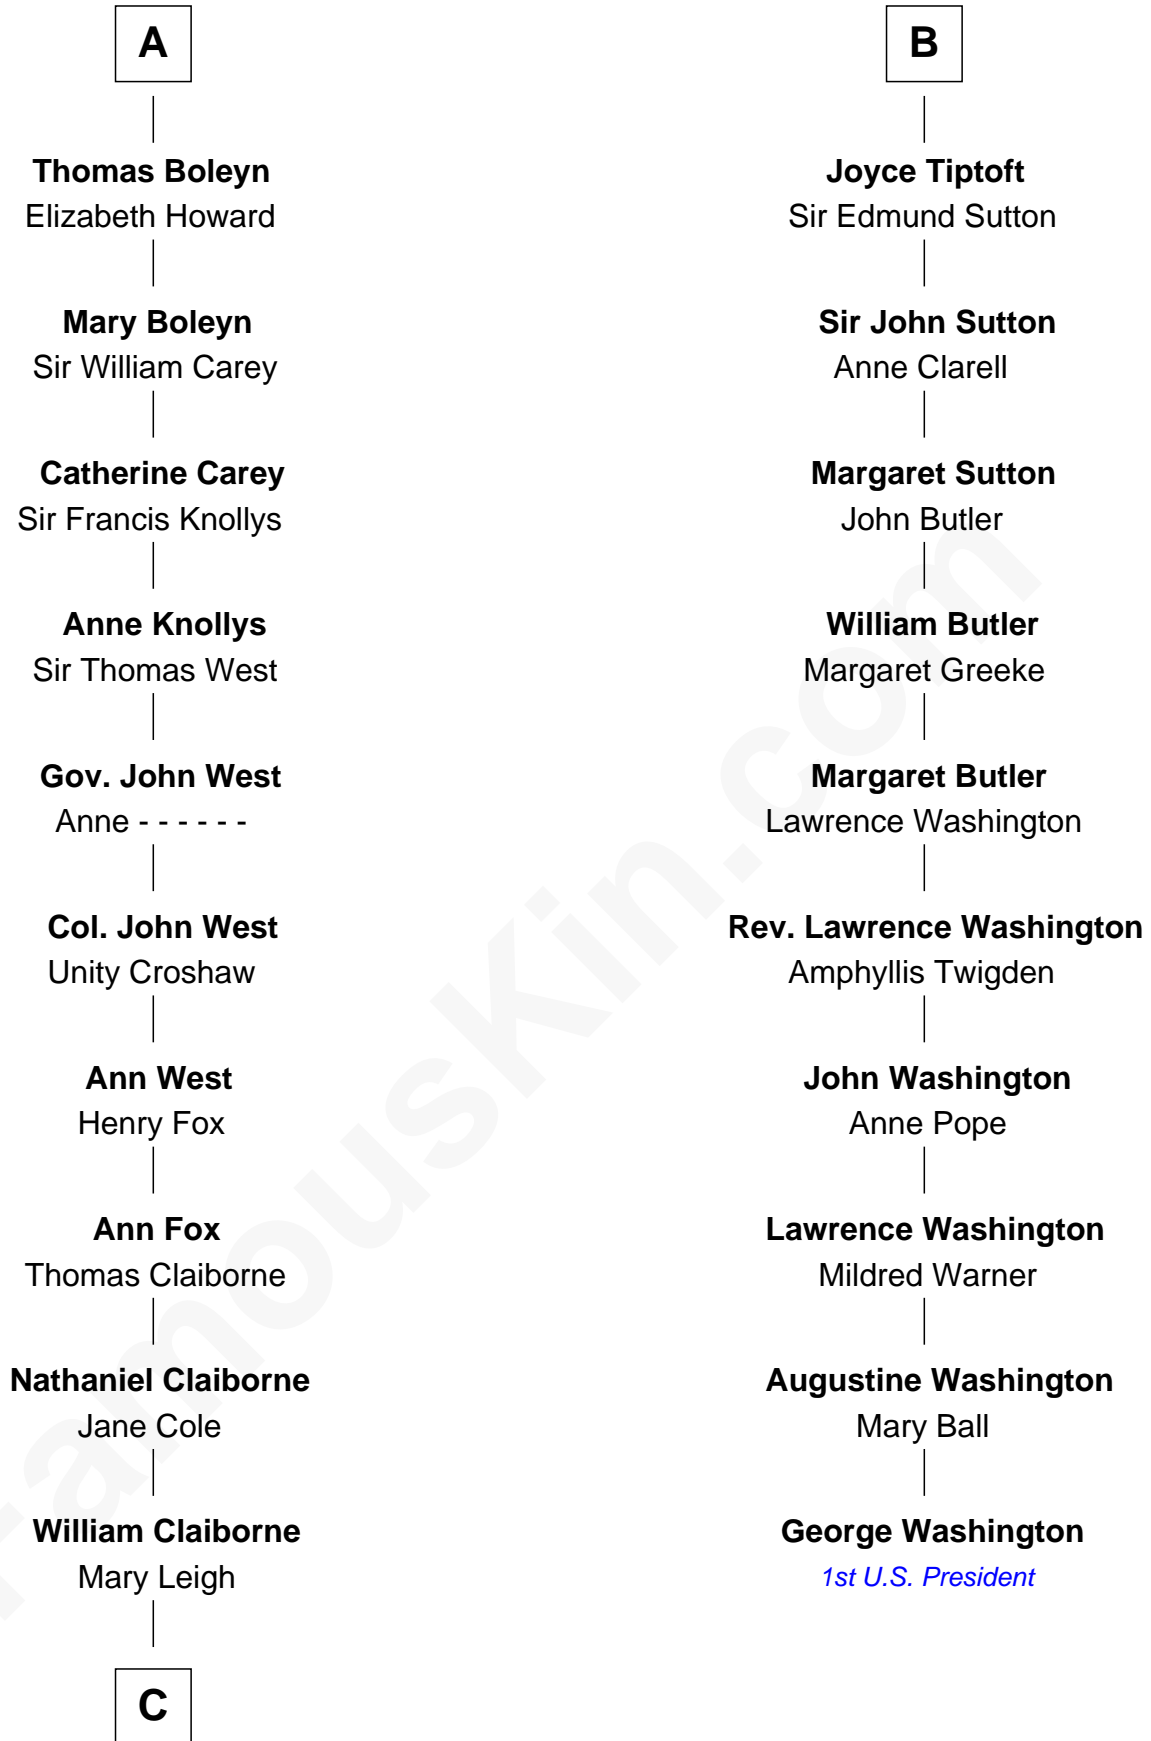 A
Thomas Boleyn
Elizabeth Howard
Mary Boleyn
Sir William Carey
Catherine Carey
Sir Francis Knollys
Anne Knollys
Sir Thomas West
Gov. John West
Anne - - - - - -
Col. John West
Unity Croshaw
Ann West
Henry Fox
Ann Fox
Thomas Claiborne
Nathaniel Claiborne
Jane Cole
William Claiborne
Mary Leigh
C
B
Joyce Tiptoft
Sir Edmund Sutton
Sir John Sutton
Anne Clarell
Margaret Sutton
John Butler
William Butler
Margaret Greeke
Margaret Butler
Lawrence Washington
Rev. Lawrence Washington
Amphyllis Twigden
John Washington
Anne Pope
Lawrence Washington
Mildred Warner
Augustine Washington
Mary Ball
George Washington
1st U.S. President
FamousKin.com